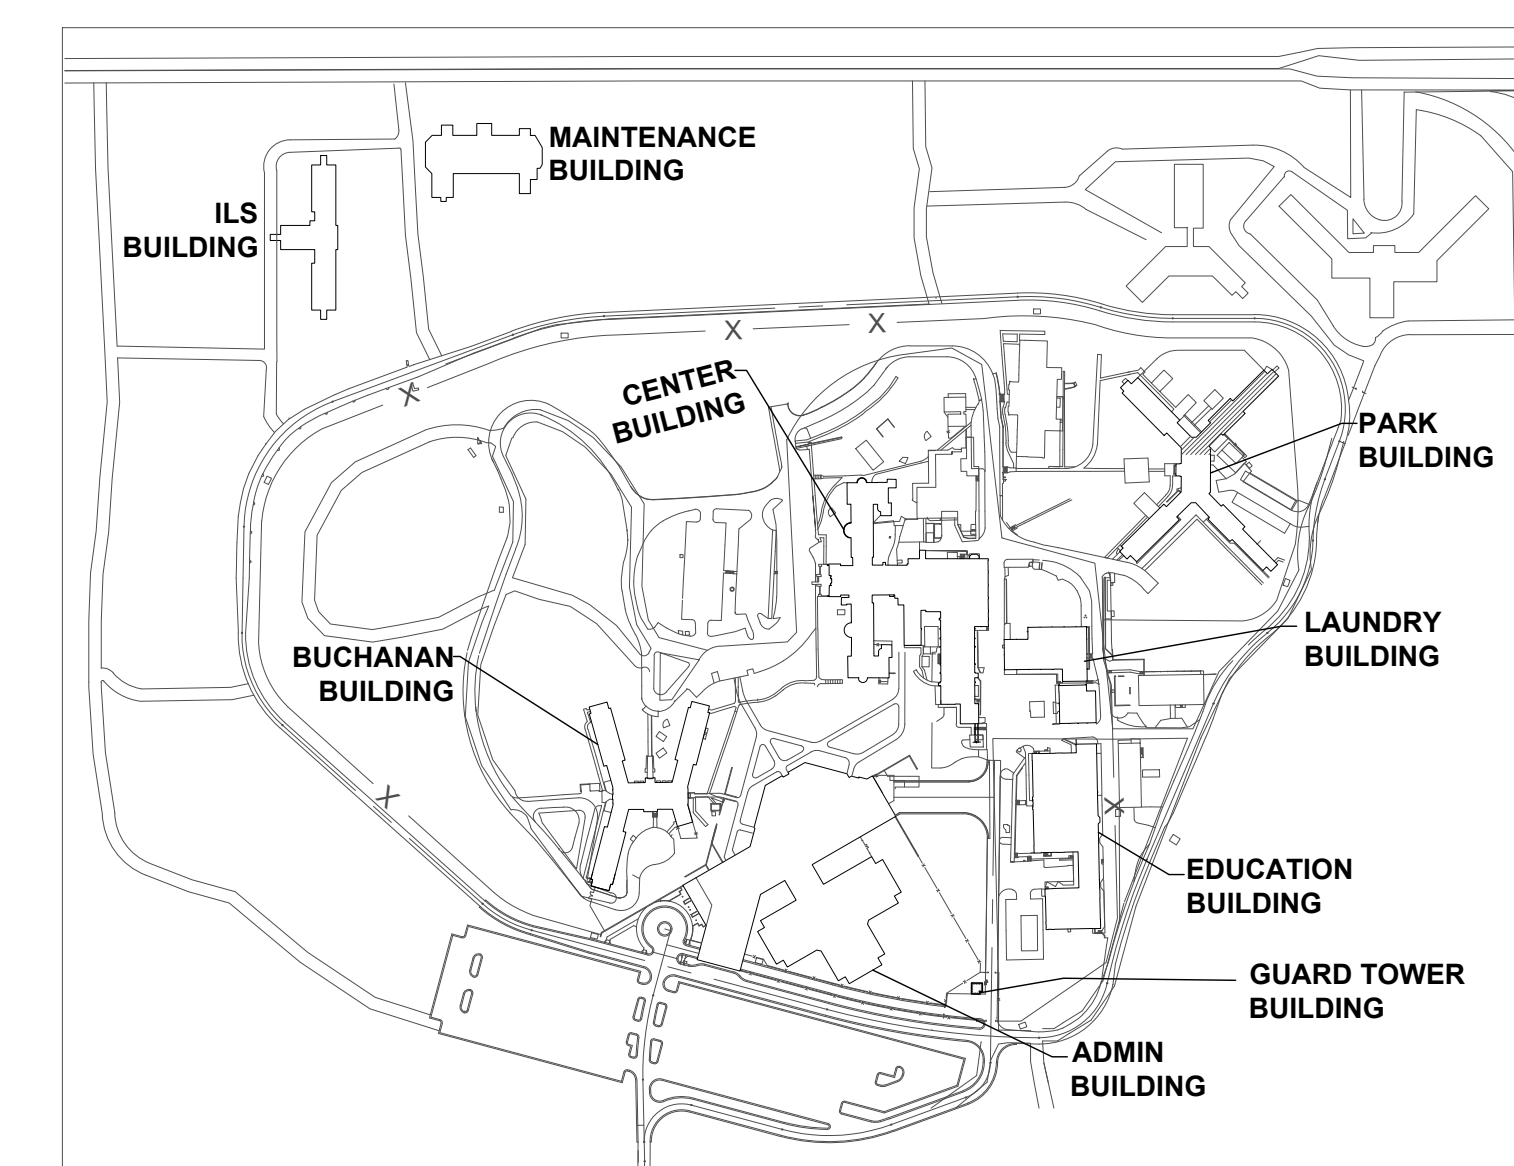 MAINTENANCE
BUILDING
ILS
BUILDING
X
X
X
CENTER
BUILDING
PARK
BUILDING
LAUNDRY
BUILDING
BUCHANAN
BUILDING
X
X
EDUCATION
BUILDING
GUARD TOWER
BUILDING
ADMIN
BUILDING